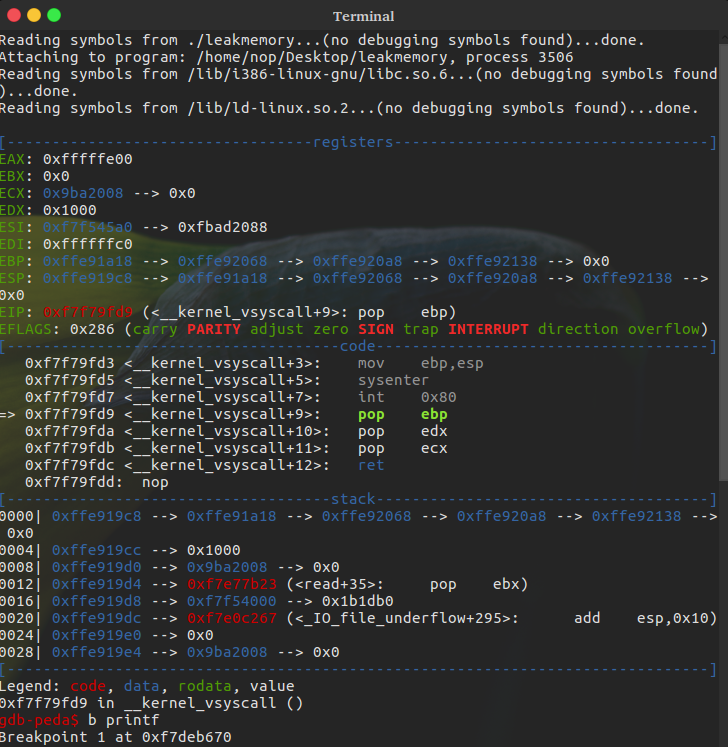 Terminal
Reading symbols from ./leakmemory...(no debugging symbols found)...done.
Attaching to program: /home/nop/Desktop/leakmemory, process 3506
Reading symbols from /lib/i386-linux-gnu/libc.so.6...(no debugging symbols found
)...done.
Reading symbols from /lib/ld-linux.so.2...(no debugging symbols found)...done.
[----------------------------------registers-----------------------------------]
EAX: 0xfffffe00
EBX: 0x0
ECX: 0x9ba2008 --> 0x0
EDX: 0x1000
ESI: 0xf7f545a0 --> 0xfbad2088
EDI: 0xffffffc0
EBP: 0xffe91a18 --> 0xffe92068 --> 0xffe920a8 --> 0xffe92138 --> 0x0
ESP: 0xffe919c8 --> 0xffe91a18 --> 0xffe92068 --> 0xffe920a8 --> 0xffe92138 -->
0x0
EIP: 0xf7f79fd9 (<__kernel_vsyscall+9>: pop    ebp)
EFLAGS: 0x286 (carry PARITY adjust zero SIGN trap INTERRUPT direction overflow)
[-------------------------------------code-------------------------------------]
   0xf7f79fd3 <__kernel_vsyscall+3>:    mov    ebp,esp
   0xf7f79fd5 <__kernel_vsyscall+5>:    sysenter
   0xf7f79fd7 <__kernel_vsyscall+7>:    int    0x80
=> 0xf7f79fd9 <__kernel_vsyscall+9>:    pop    ebp
   0xf7f79fda <__kernel_vsyscall+10>:   pop    edx
   0xf7f79fdb <__kernel_vsyscall+11>:   pop    ecx
   0xf7f79fdc <__kernel_vsyscall+12>:   ret
   0xf7f79fdd:  nop
[------------------------------------stack-------------------------------------]
0000| 0xffe919c8 --> 0xffe91a18 --> 0xffe92068 --> 0xffe920a8 --> 0xffe92138 -->
 0x0
0004| 0xffe919cc --> 0x1000
0008| 0xffe919d0 --> 0x9ba2008 --> 0x0
0012| 0xffe919d4 --> 0xf7e77b23 (<read+35>:     pop    ebx)
0016| 0xffe919d8 --> 0xf7f54000 --> 0x1b1db0
0020| 0xffe919dc --> 0xf7e0c267 (<_IO_file_underflow+295>:      add    esp,0x10)
0024| 0xffe919e0 --> 0x0
0028| 0xffe919e4 --> 0x9ba2008 --> 0x0
[------------------------------------------------------------------------------]
Legend: code, data, rodata, value
0xf7f79fd9 in __kernel_vsyscall ()
gdb-peda$ b printf
Breakpoint 1 at 0xf7deb670